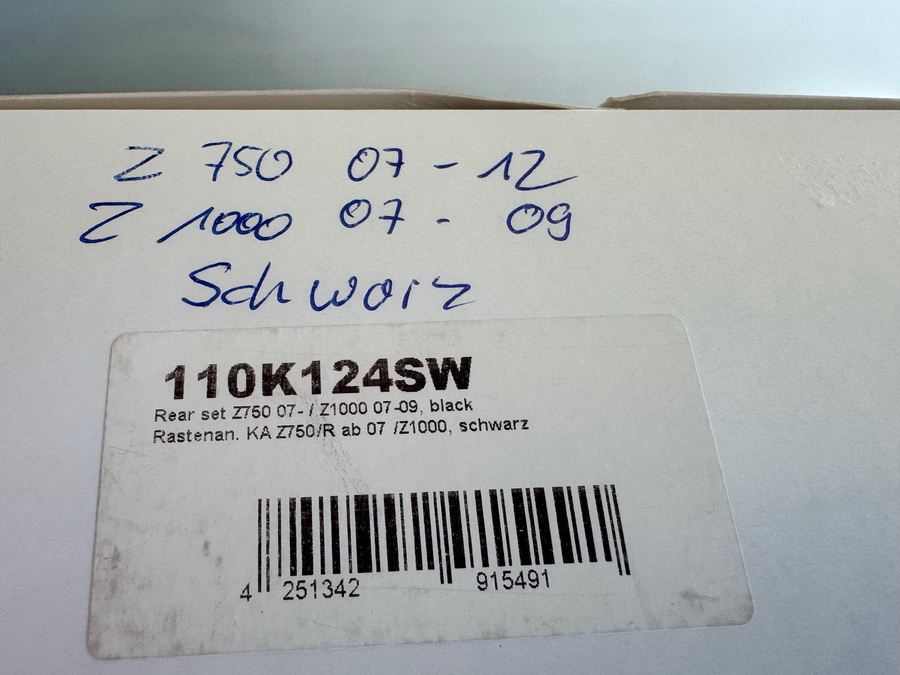 Z 750 07 - 12
Z 1000 07 - 09
Schwarz
110K124SW
Rear set Z750 07- / Z1000 07-09, black
Rastenan. KA Z750/R ab 07 /Z1000, schwarz
4 251342 915491